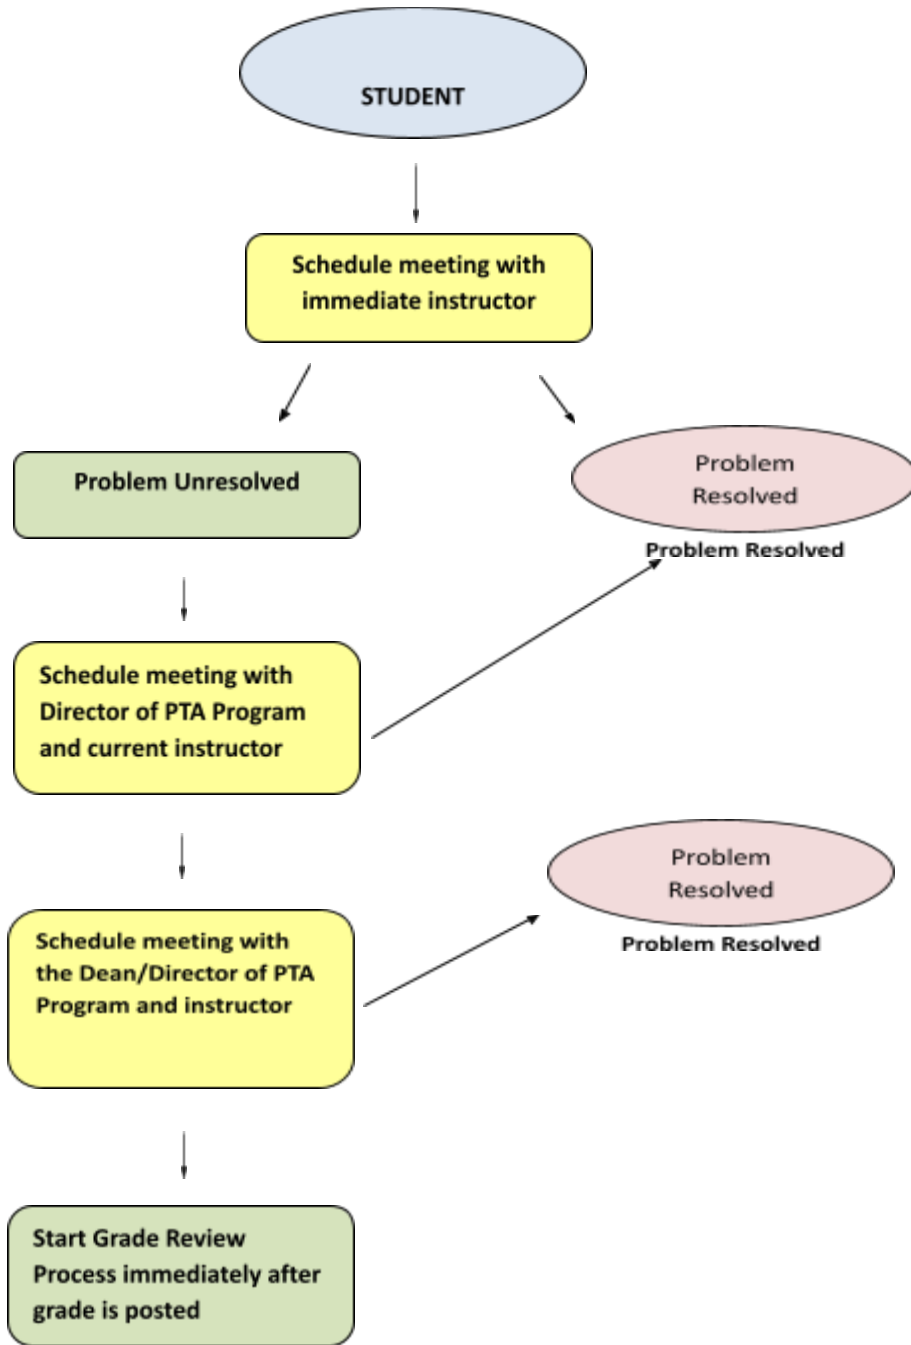 STUDENT
Schedule meeting with
immediate instructor
Problem Unresolved
Problem
Resolved
Problem Resolved
Schedule meeting with
Director of PTA Program
and current instructor
Problem
Resolved
Problem Resolved
Schedule meeting with
the Dean/Director of PTA
Program and instructor
Start Grade Review
Process immediately after
grade is posted